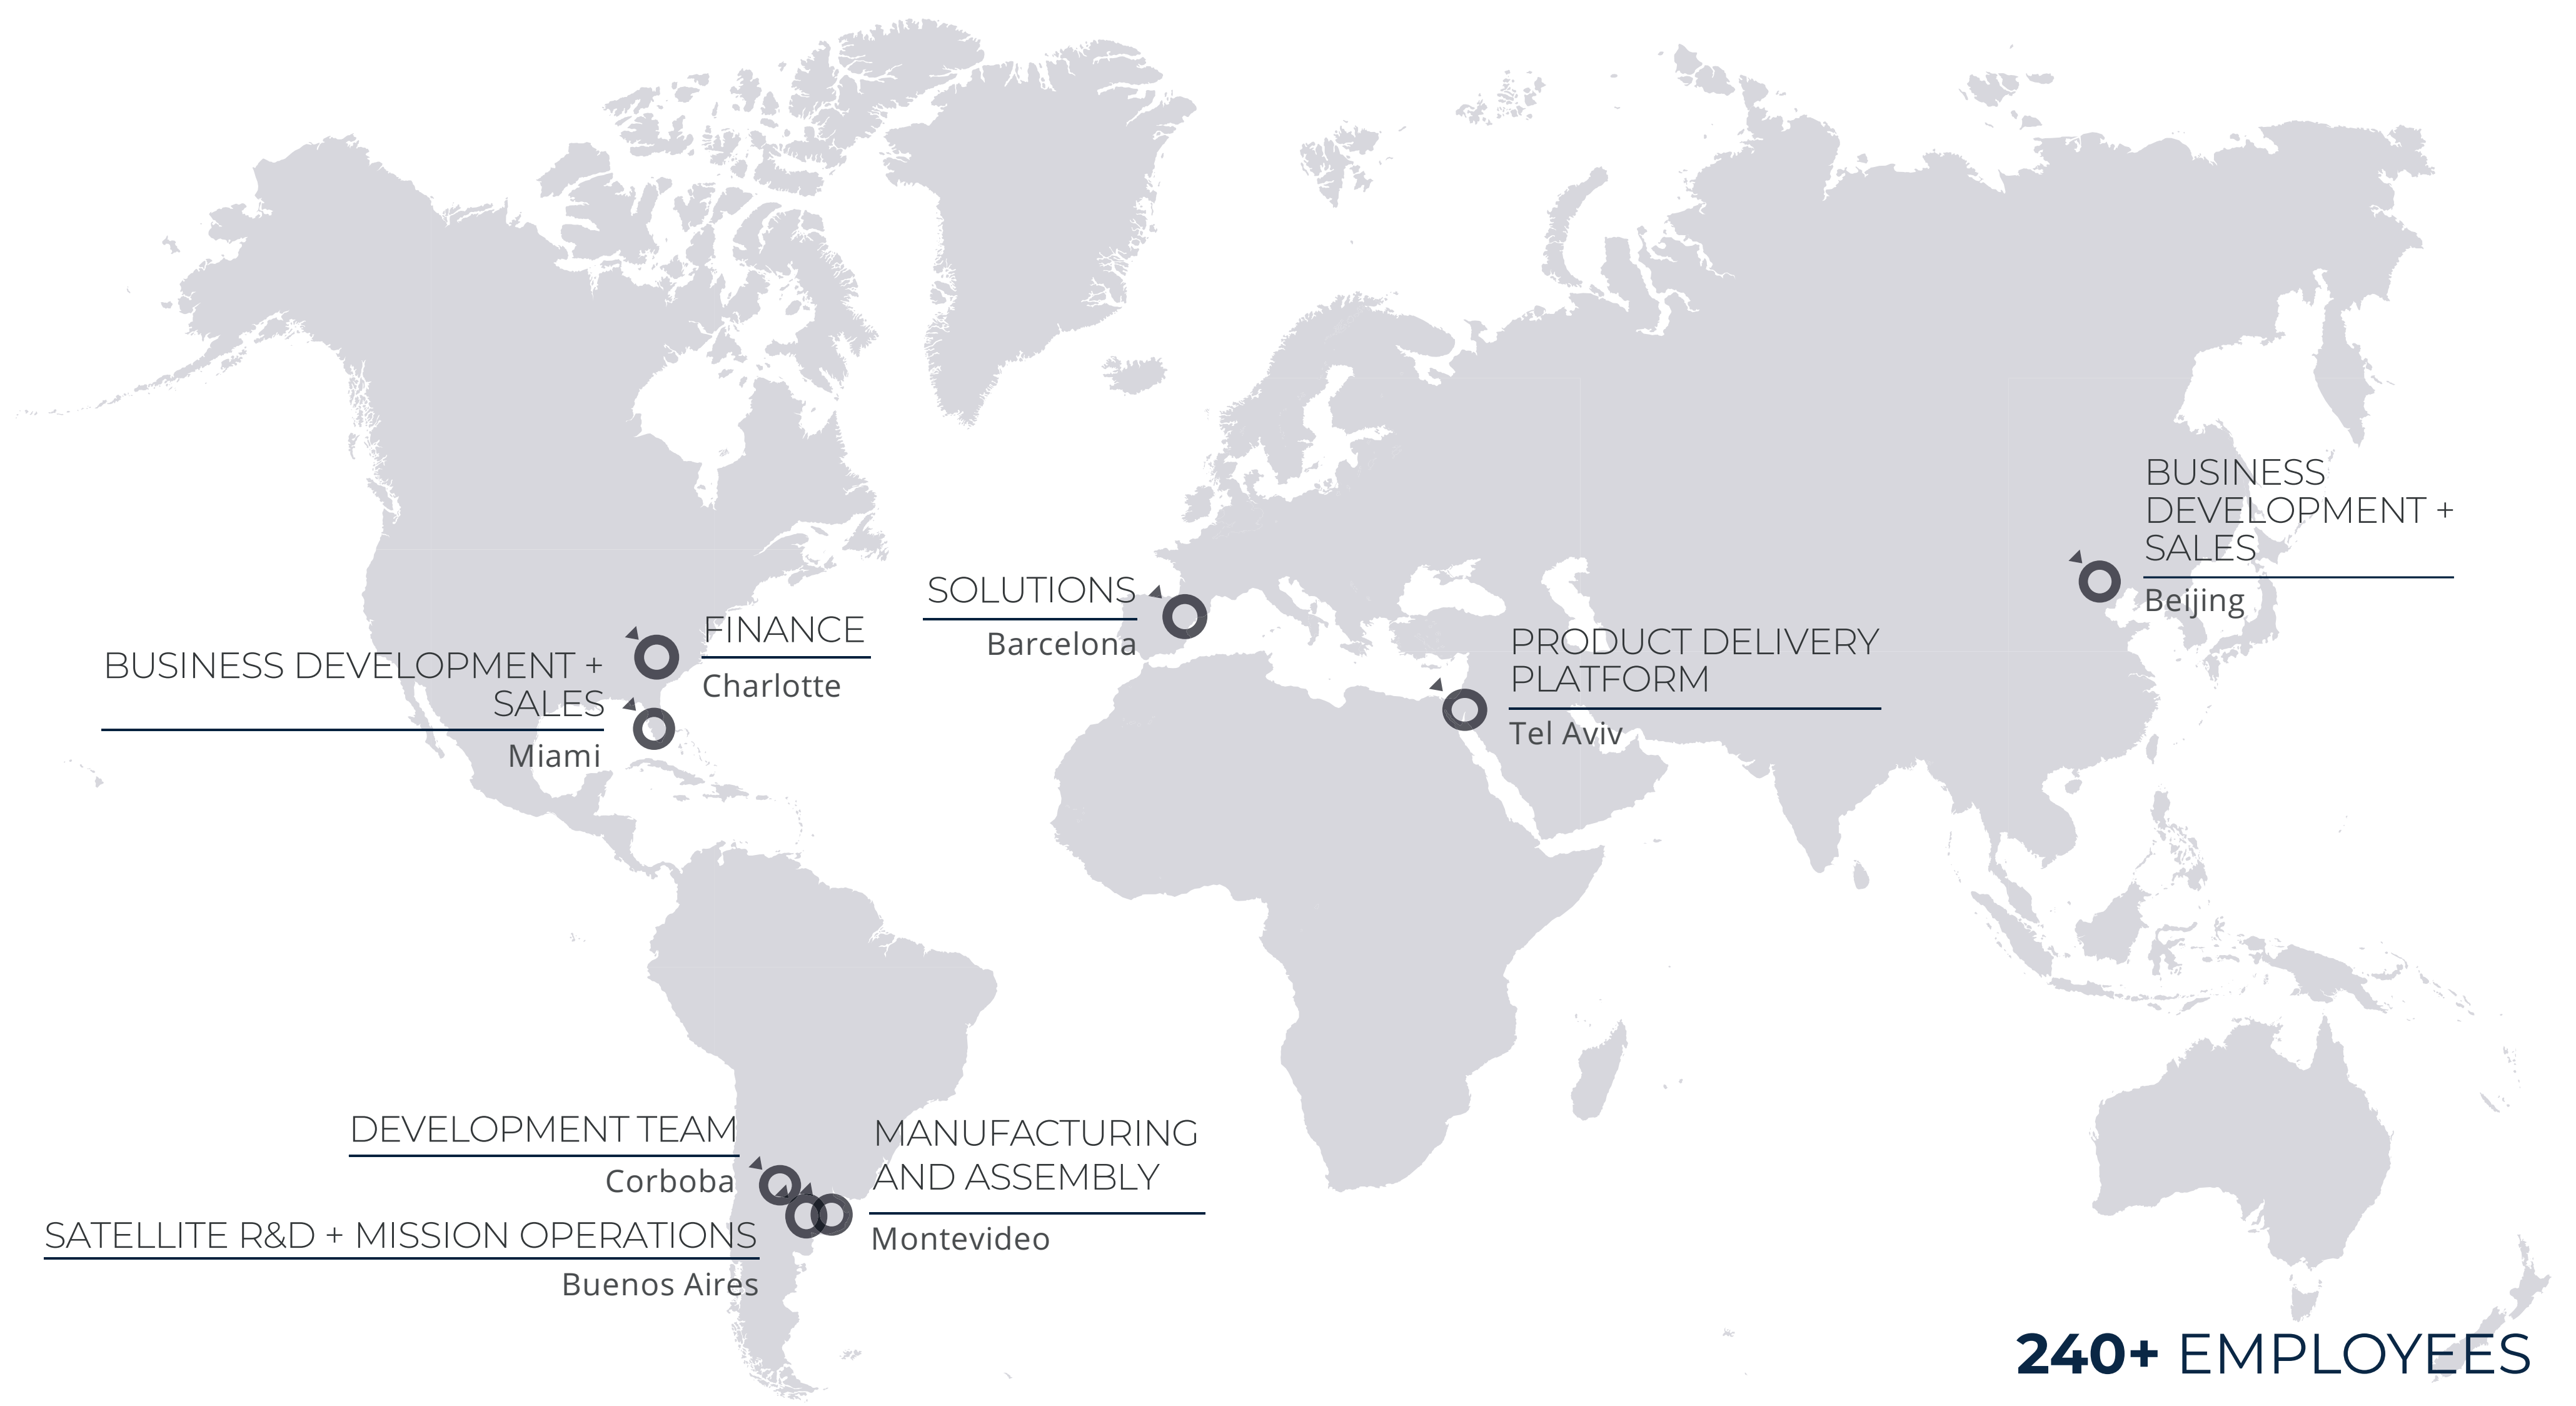 BUSINESS
DEVELOPMENT +
SALES
Beijing
SOLUTIONS
Barcelona
FINANCE
Charlotte
BUSINESS DEVELOPMENT +
SALES
Miami
PRODUCT DELIVERY
PLATFORM
Tel Aviv
DEVELOPMENT TEAM
Corboba
MANUFACTURING
AND ASSEMBLY
Montevideo
SATELLITE R&D + MISSION OPERATIONS
Buenos Aires
240+ EMPLOYEES